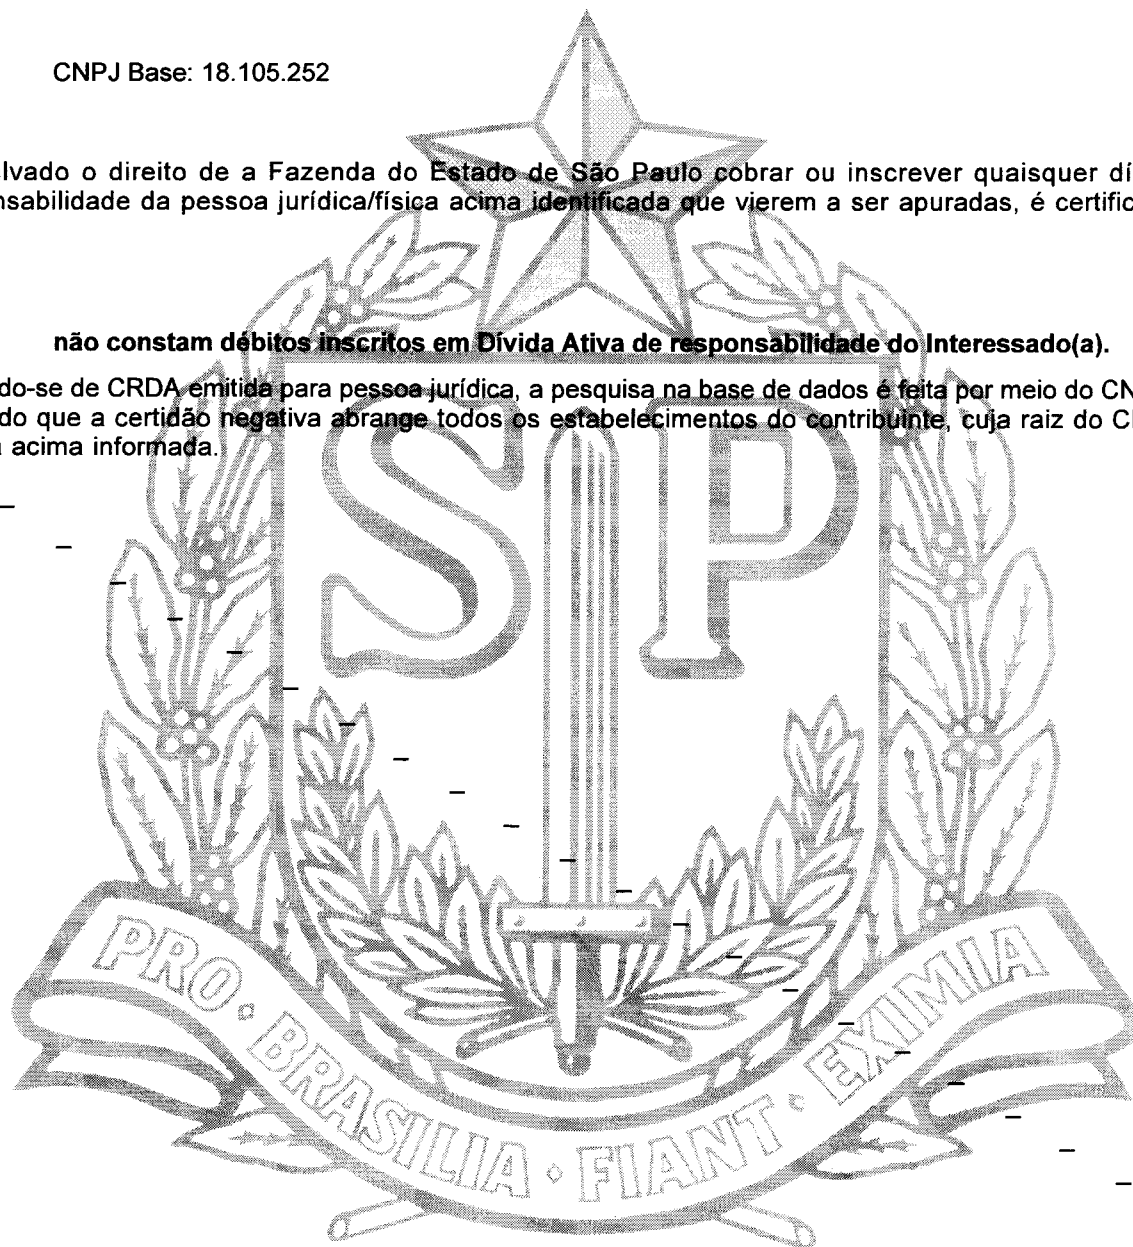 CNPJ Base: 18.105.252
lvado o direito de a Fazenda do Estado de São Paulo cobrar ou inscrever quaisquer dí
nsabilidade da pessoa jurídica/física acima identificada que vierem a ser apuradas, é certific
não constam débitos inscritos em Dívida Ativa de responsabilidade do Interessado(a).
do-se de CRDA emitida para pessoa jurídica, a pesquisa na base de dados é feita por meio do CN
do que a certidão negativa abrange todos os estabelecimentos do contribuinte, cuja raiz do C
acima informada.
SP
PRO · BRASILIA · FIANT · EXIMIA